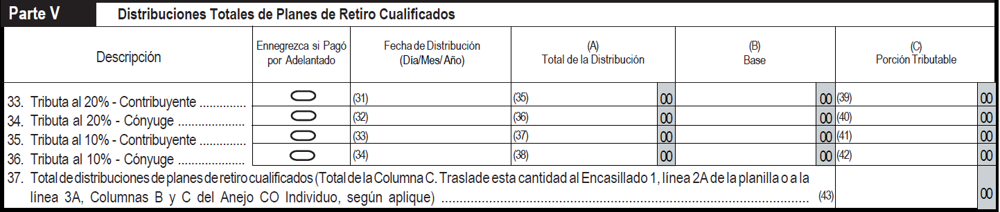 Parte V Distribuciones Totales de Planes de Retiro Cualificados
Descripción
Ennegrezca si Pagó
por Adelantado
Fecha de Distribución
(Día/Mes/ Año)
(A)
Total de la Distribución
(B)
Base
(C)
Porción Tributable
33. Tributa al 20% - Contribuyente .............. (31) (35) 00 00 (39) 00
34. Tributa al 20% - Cónyuge .................... (32) (36) 00 00 (40) 00
35. Tributa al 10% - Contribuyente .............. (33) (37) 00 00 (41) 00
36. Tributa al 10% - Cónyuge .................... (34) (38) 00 00 (42) 00
37. Total de distribuciones de planes de retiro cualificados (Total de la Columna C. Traslade esta cantidad al Encasillado 1, línea 2A de la planilla o a la
línea 3A, Columnas B y C del Anejo CO Individuo, según aplique) .................................................................................................... (43) 00